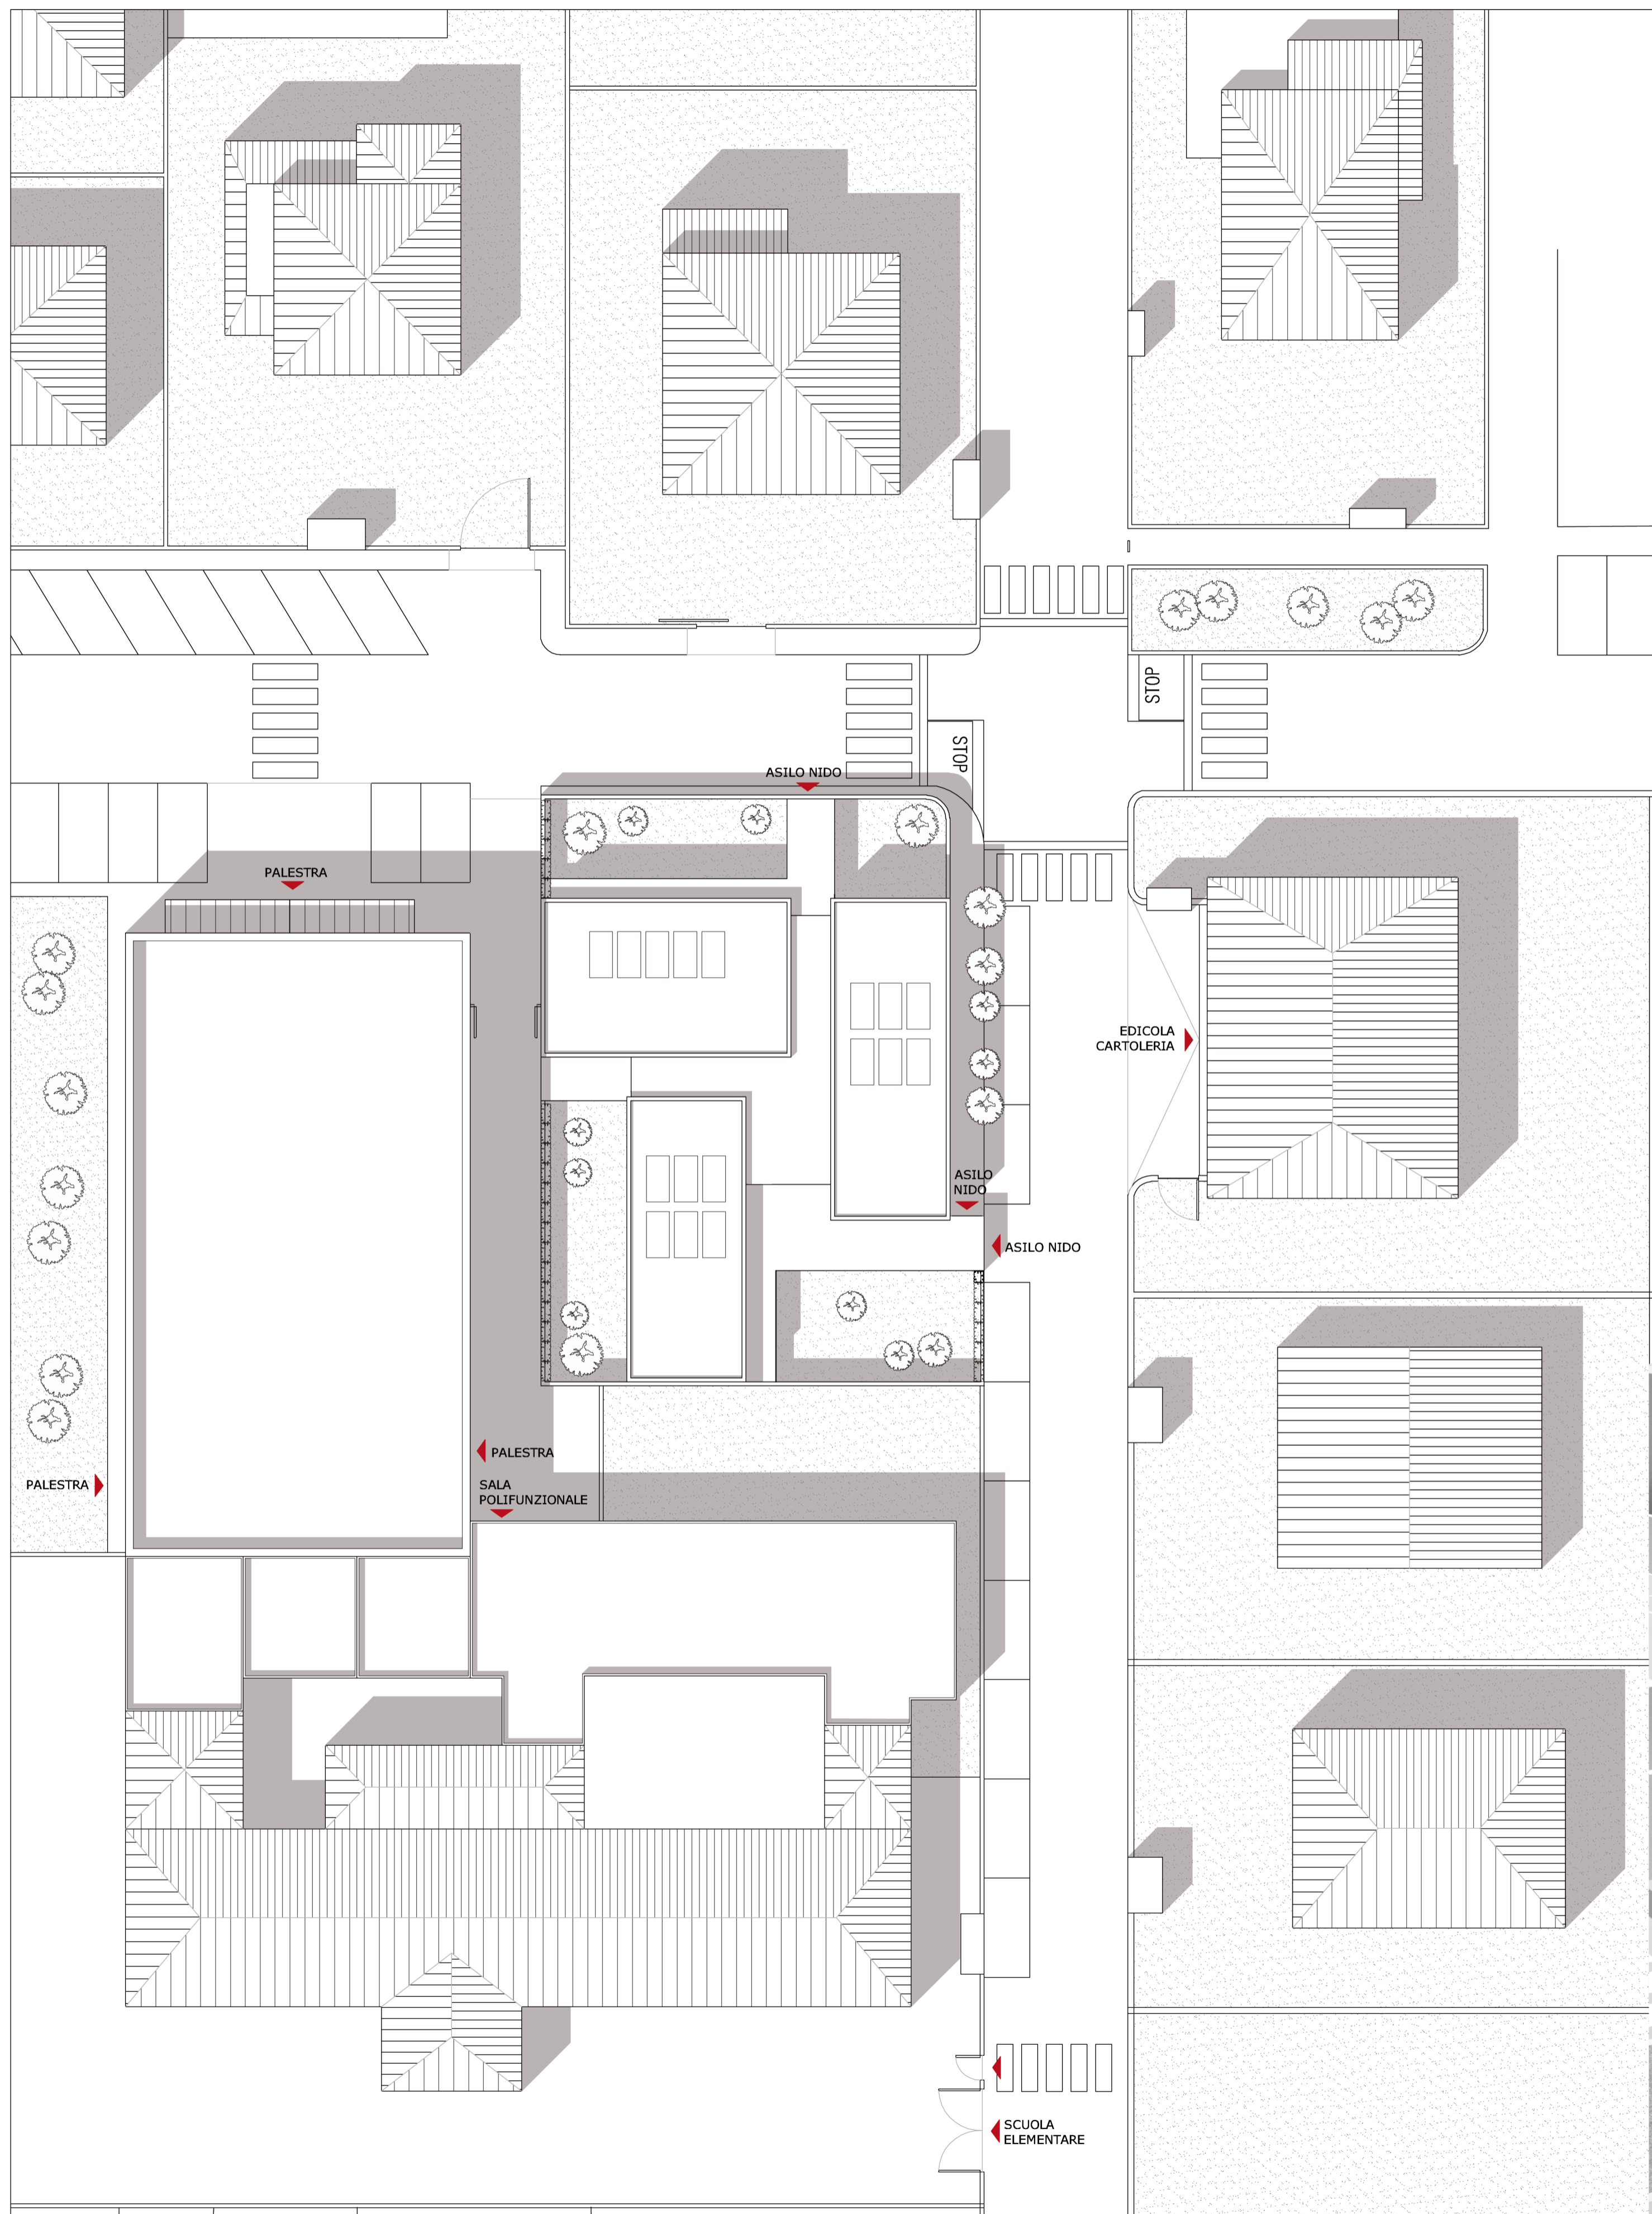 STOP
STOP
ASILO NIDO
PALESTRA
EDICOLA
CARTOLERIA
ASILO
NIDO
ASILO NIDO
PALESTRA
PALESTRA
SALA
POLIFUNZIONALE
SCUOLA
ELEMENTARE